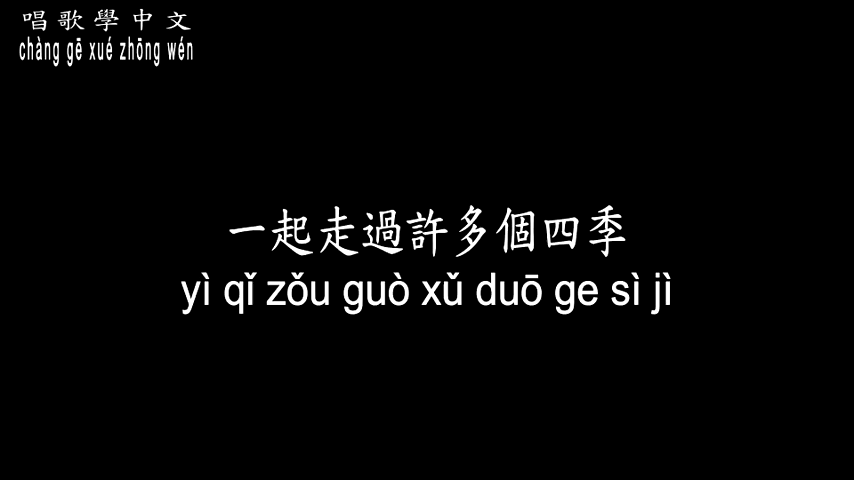 唱歌學中文
chàng gē xué zhōng wén
一起走過許多個四季
yì qǐ zǒu guò xǔ duō ge sì jì